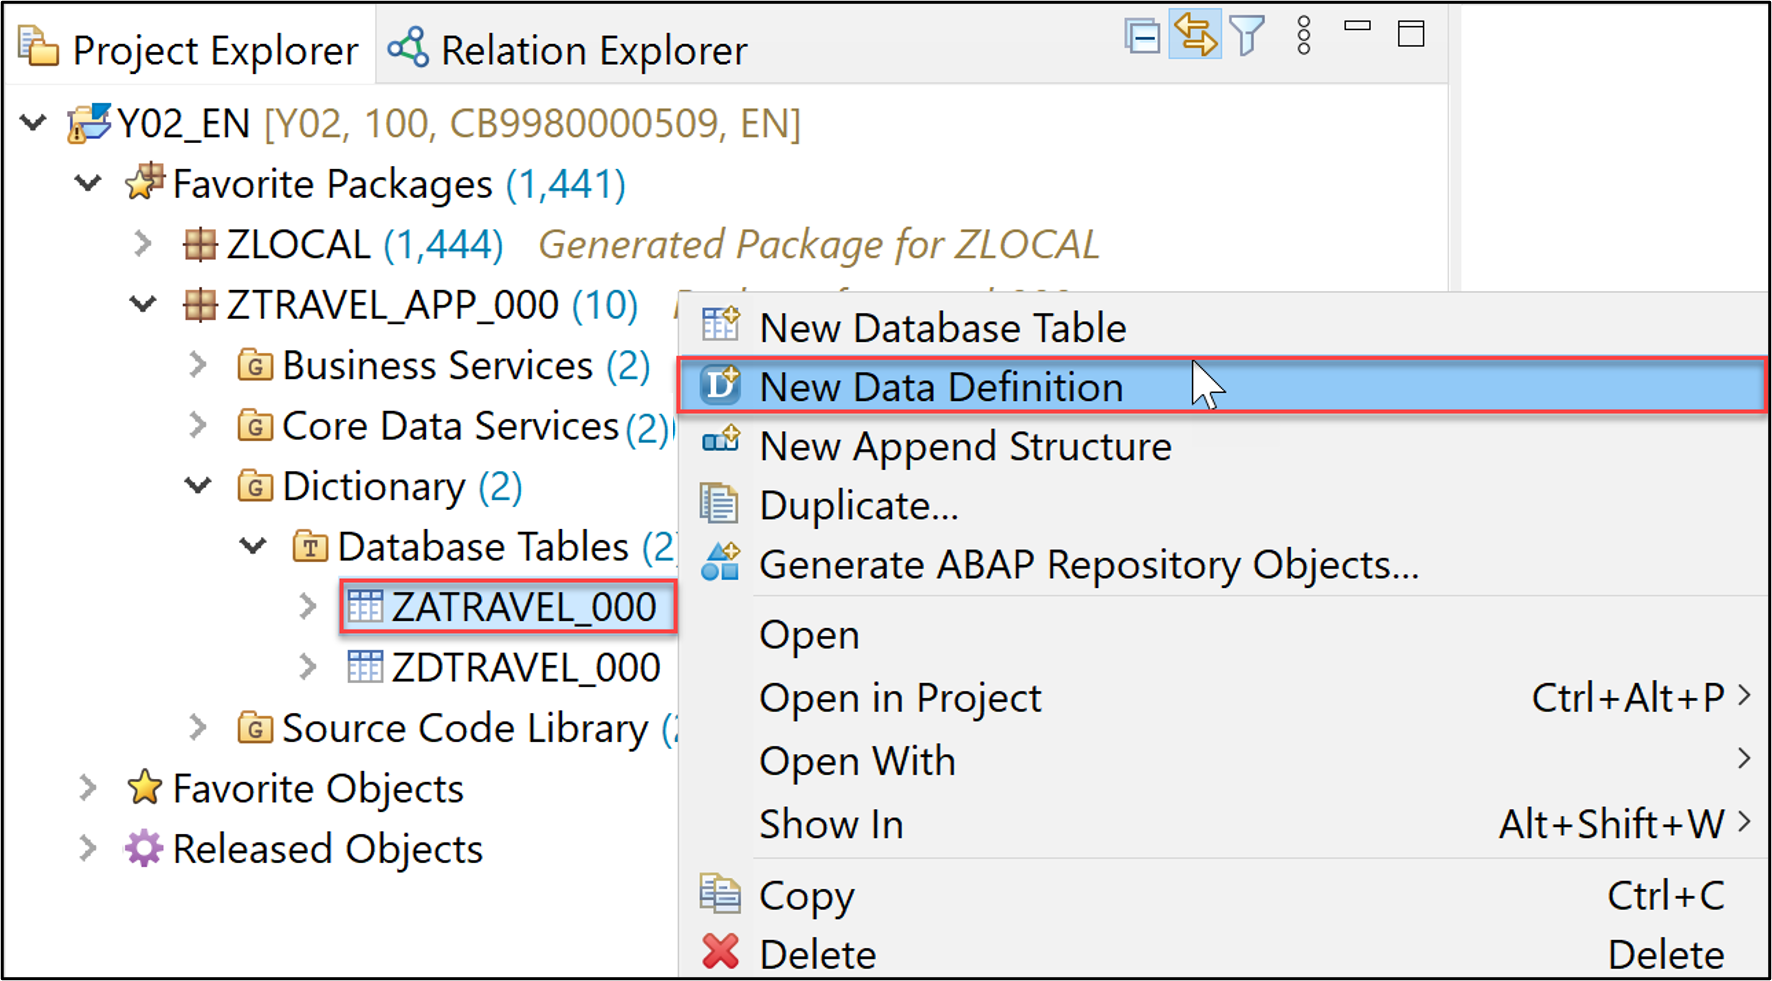 Project Explorer Relation Explorer
Y02_EN [Y02, 100, CB9980000509, EN]
Favorite Packages (1,441)
ZLOCAL (1,444) Generated Package for ZLOCAL
ZTRAVEL_APP_000 (10)
Business Services (2)
Core Data Services (2)
Dictionary (2)
Database Tables (2)
ZATRAVEL_000
ZDTRAVEL_000
Source Code Library
Favorite Objects
Released Objects
New Database Table
New Data Definition
New Append Structure
Duplicate...
Generate ABAP Repository Objects...
Open
Open in Project Ctrl+Alt+P
Open With
Show In Alt+Shift+W
Copy Ctrl+C
Delete Delete